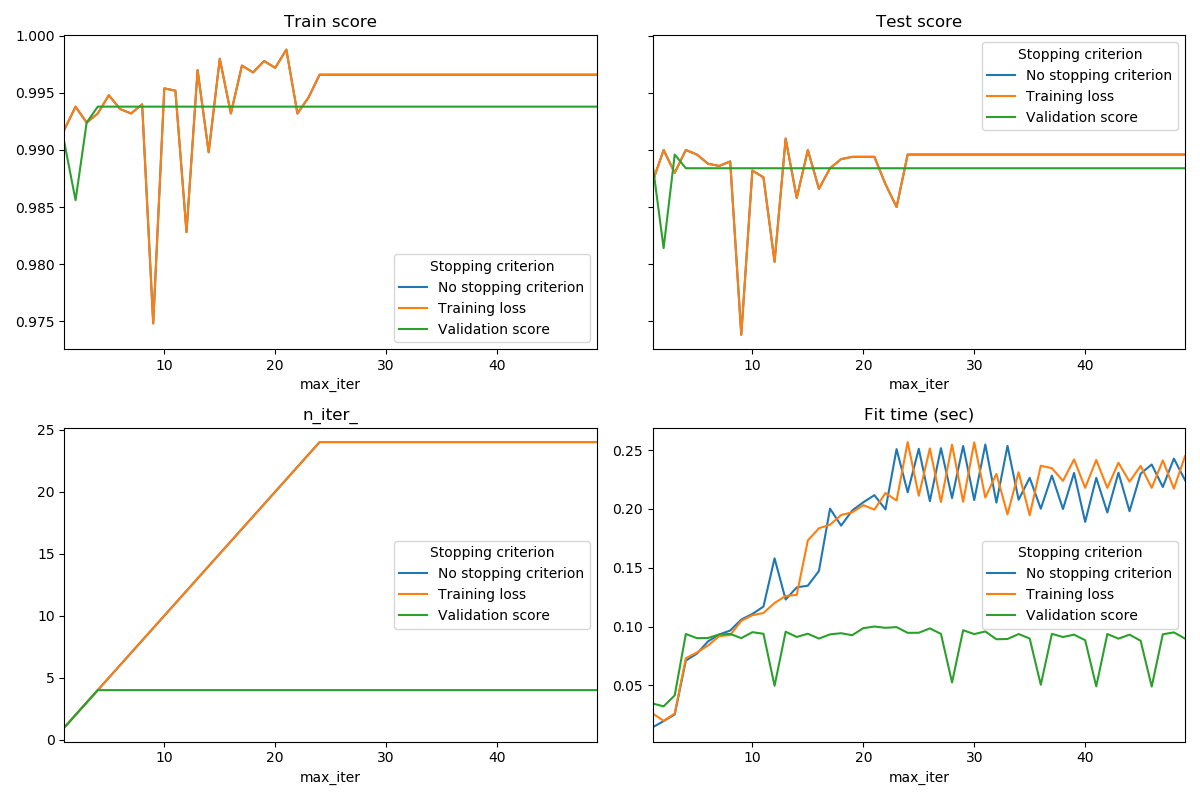 Train score
1.000
0.995
0.990
0.985
0.980
0.975
Stopping criterion
No stopping criterion
Training loss
Validation score
10
20
30
40
max_iter
Test score
Stopping criterion
No stopping criterion
Training loss
Validation score
10
20
30
40
max_iter
n_iter_
25
20
15
10
5
0
Stopping criterion
No stopping criterion
Training loss
Validation score
10
20
30
40
max_iter
Fit time (sec)
0.25
0.20
0.15
0.10
0.05
Stopping criterion
No stopping criterion
Training loss
Validation score
10
20
30
40
max_iter